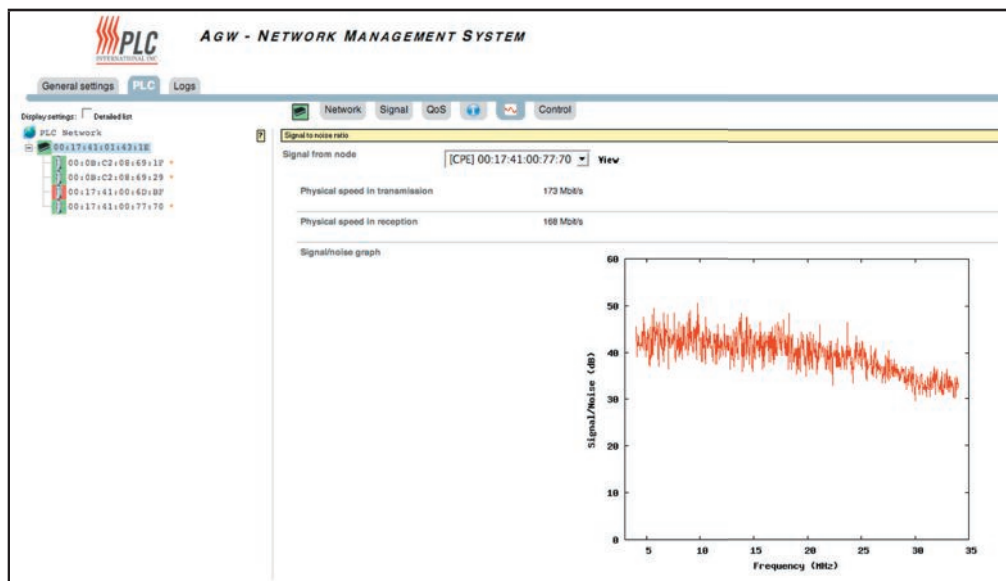 PLC
INTERNATIONAL INC
AGW - NETWORK MANAGEMENT SYSTEM
General settings PLC Logs
Display settings: Detailed list
Network Signal QoS Control
PLC Network
?
Signal to noise ratio
00:17:41:01:43:1E
00:0B:C2:08:69:1F *
00:0B:C2:08:69:29 *
00:17:41:00:6D:BF
00:17:41:00:77:70 *
Signal from node [CPE] 00:17:41:00:77:70 View
Physical speed in transmission 173 Mbit/s
Physical speed in reception 168 Mbit/s
Signal/noise graph
60
50
40
30
20
10
0
Signal/Noise (dB)
5 10 15 20 25 30 35
Frequency (MHz)